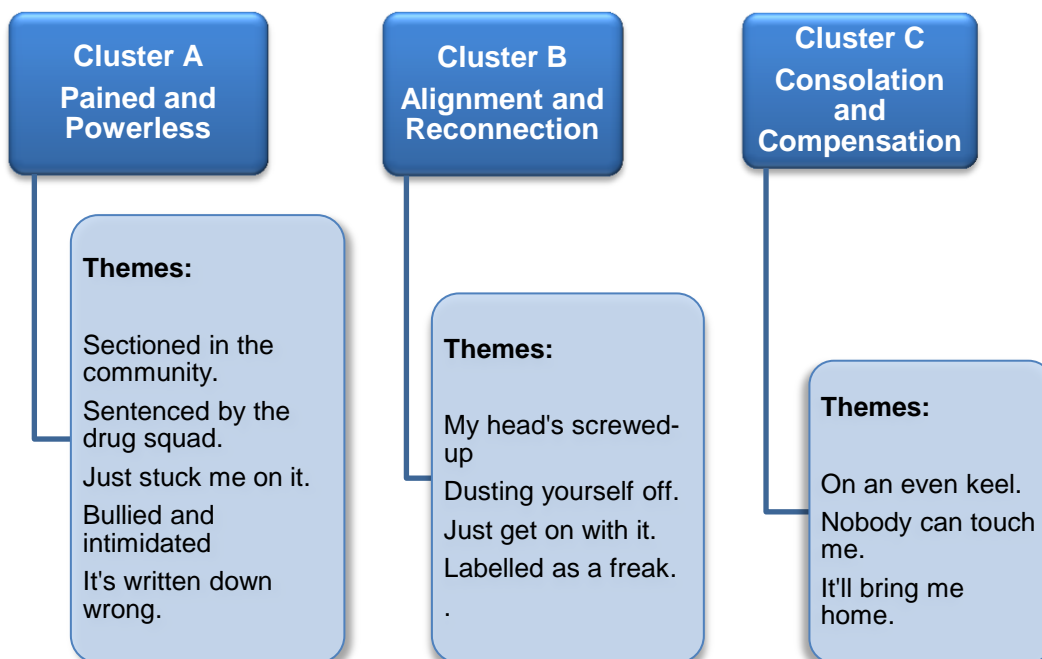 Cluster A
Pained and
Powerless
Themes:
Sectioned in the
community.
Sentenced by the
drug squad.
Just stuck me on it.
Bullied and
intimidated
It's written down
wrong.
Cluster B
Alignment and
Reconnection
Themes:
My head's screwed-
up
Dusting yourself off.
Just get on with it.
Labelled as a freak.
.
Cluster C
Consolation
and
Compensation
Themes:
On an even keel.
Nobody can touch
me.
It'll bring me
home.